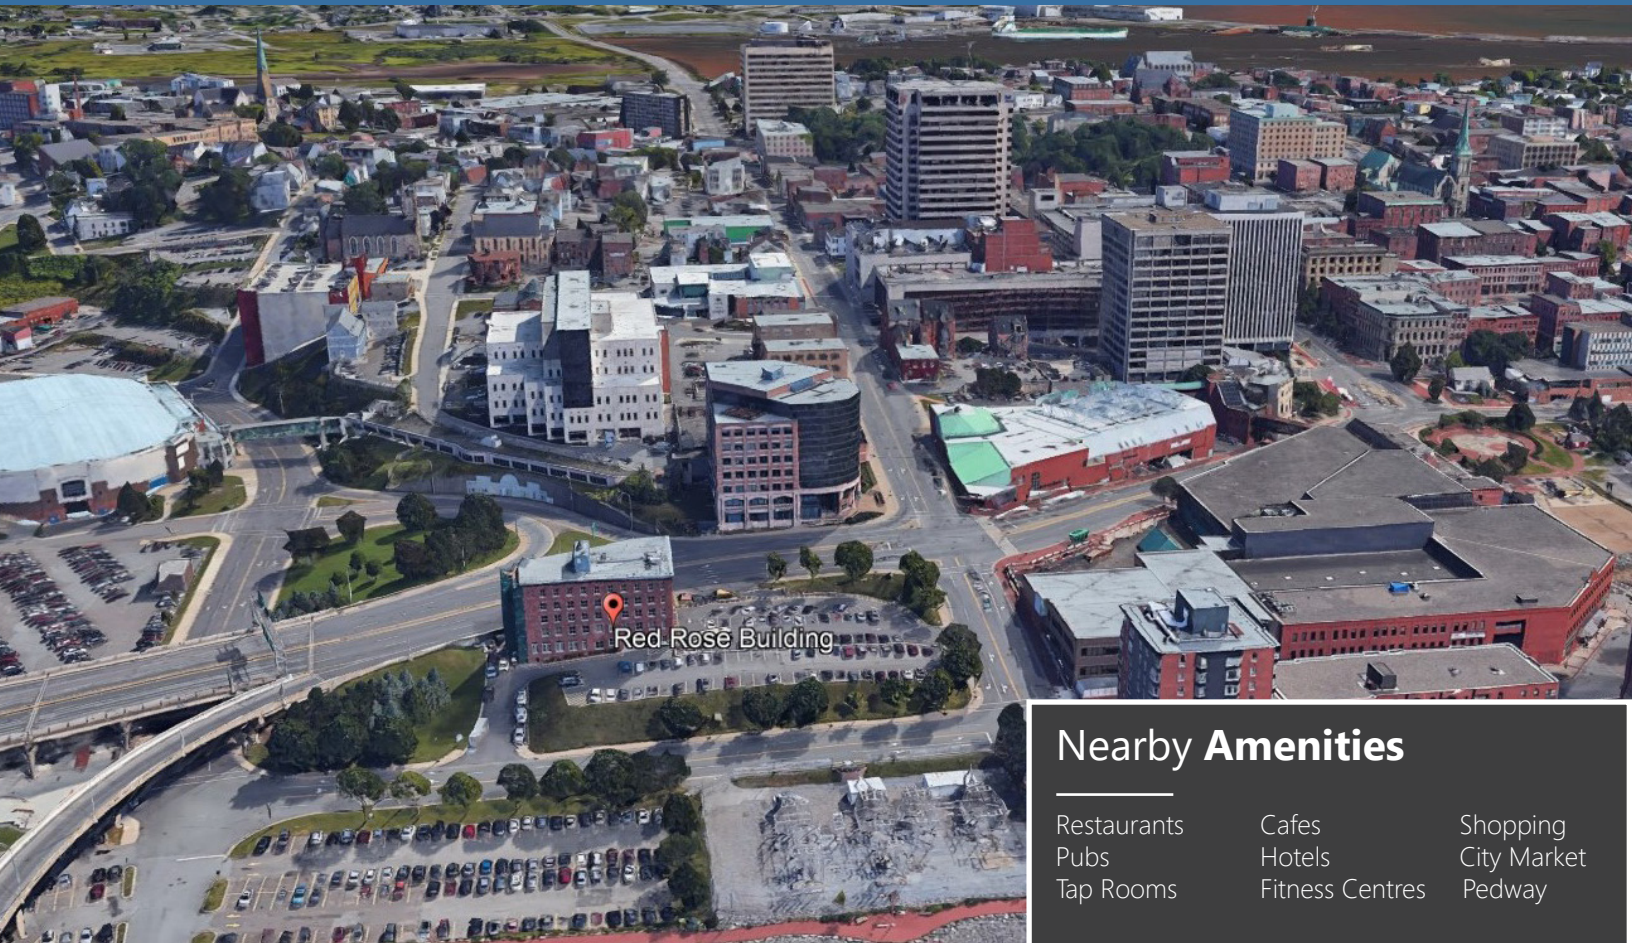 Red Rose Building
Nearby Amenities
Restaurants Cafes Shopping
Pubs Hotels City Market
Tap Rooms Fitness Centres Pedway